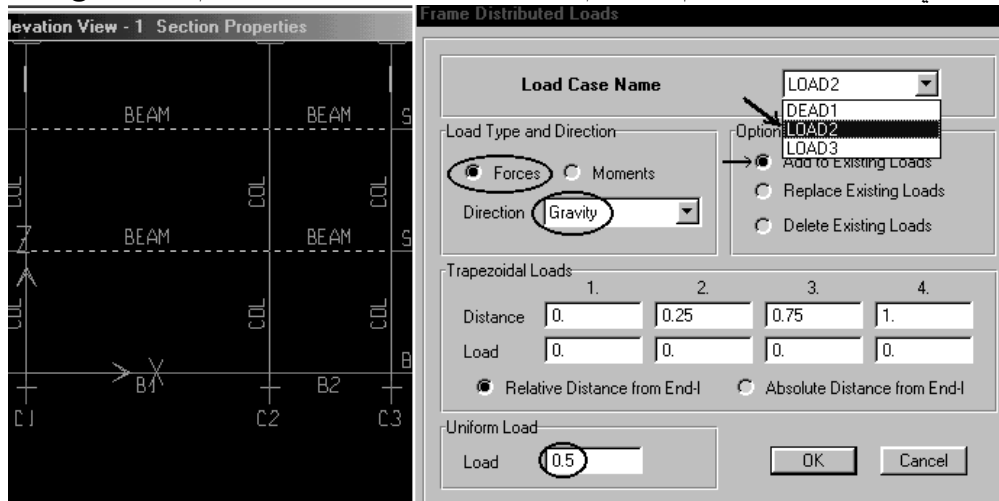 levation View - 1 Section Properties
BEAM BEAM S
COL COL COL
Z BEAM BEAM S
COL COL COL
X B
B1 B2
C1 C2 C3
Frame Distributed Loads
Load Case Name LOAD2
DEAD1
LOAD2
LOAD3
Load Type and Direction
Forces Moments
Direction Gravity
Option
Add to Existing Loads
Replace Existing Loads
Delete Existing Loads
Trapezoidal Loads
1. 2. 3. 4.
Distance 0. 0.25 0.75 1.
Load 0. 0. 0. 0.
Relative Distance from End-I Absolute Distance from End-I
Uniform Load
Load 0.5
OK Cancel